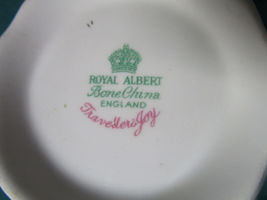 ROYAL ALBERT
Bone China
ENGLAND
Traveller's Joy